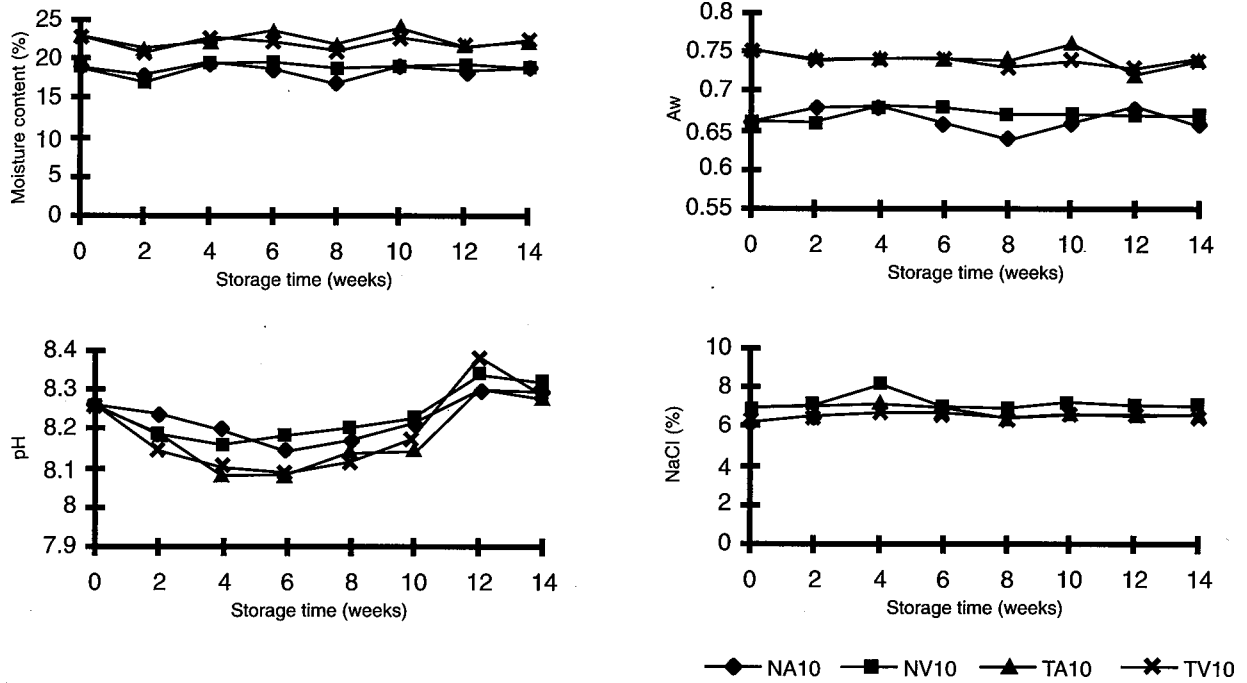 25
20
15
10
5
0
Moisture content (%)
0 2 4 6 8 10 12 14
Storage time (weeks)
0.8
0.75
0.7
0.65
0.6
0.55
Aw
0 2 4 6 8 10 12 14
Storage time (weeks)
8.4
8.3
8.2
8.1
8
7.9
pH
0 2 4 6 8 10 12 14
Storage time (weeks)
10
8
6
4
2
0
NaCl (%)
0 2 4 6 8 10 12 14
Storage time (weeks)
NA10 NV10 TA10 TV10